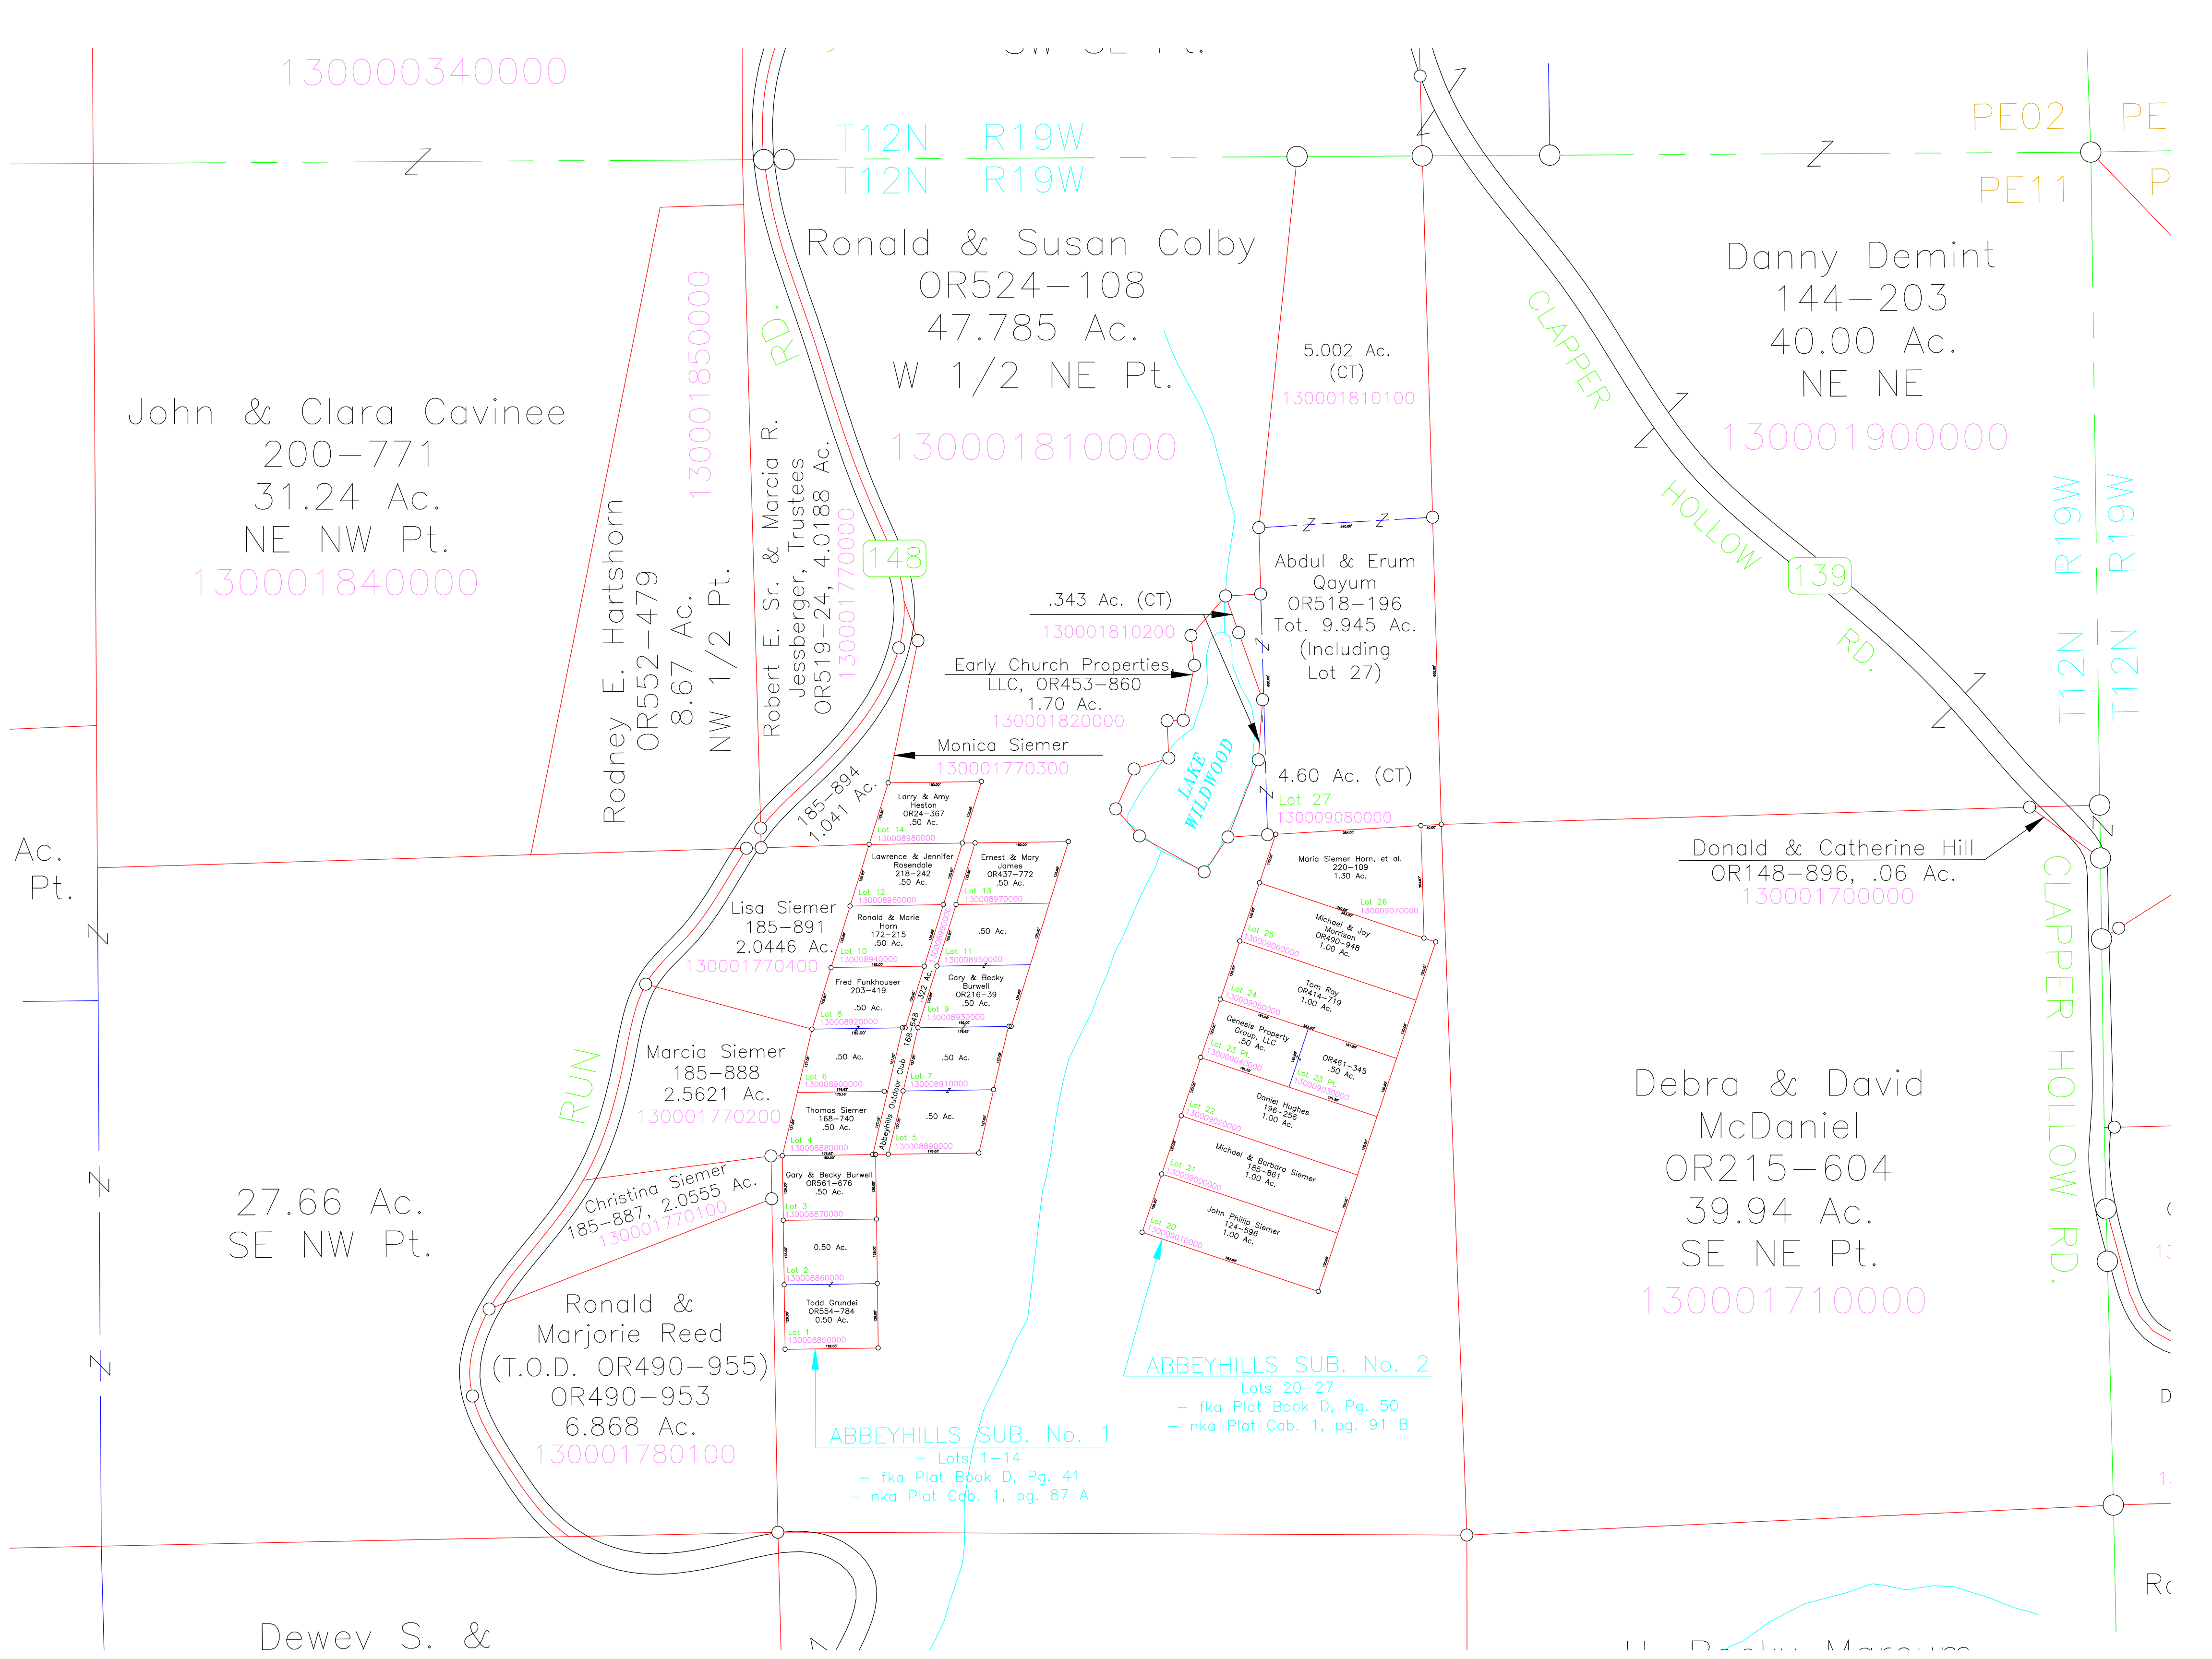 130000340000
T12N R19W
T12N R19W
PE02
PE
PE11
P
Ronald & Susan Colby
OR524-108
47.785 Ac.
W 1/2 NE Pt.
130001810000
RD.
148
5.002 Ac.
(CT)
130001810100
CLAPPER
HOLLOW
139
RD.
Danny Demint
144-203
40.00 Ac.
NE NE
130001900000
T12N R19W
T12N R19W
John & Clara Cavinee
200-771
31.24 Ac.
NE NW Pt.
130001840000
Rodney E. Hartshorn
OR552-479
8.67 Ac.
NW 1/2 Pt.
130001850000
Robert E. Sr. & Marcia R.
Jessberger, Trustees
OR519-24, 4.0188 Ac.
130001770000
.343 Ac. (CT)
130001810200
Early Church Properties,
LLC, OR453-860
1.70 Ac.
130001820000
Monica Siemer
130001770300
185-894
1.041 Ac.
Abdul & Erum
Qayum
OR518-196
Tot. 9.945 Ac.
(Including
Lot 27)
4.60 Ac. (CT)
Lot 27
130009080000
LAKE
WILDWOOD
Donald & Catherine Hill
OR148-896, .06 Ac.
130001700000
Ac.
Pt.
Larry & Amy
Heston
OR24-367
.50 Ac.
Lot 14
130008980000
Lawrence & Jennifer
Rosendale
218-242
.50 Ac.
Lot 12
130008960000
Ernest & Mary
James
OR437-772
.50 Ac.
Lot 13
130008970000
Ronald & Marie
Horn
172-215
.50 Ac.
Lot 10
130008940000
.50 Ac.
Lot 11
130008950000
Fred Funkhouser
203-419
.50 Ac.
Lot 8
130008920000
Gary & Becky
Burwell
OR216-39
.50 Ac.
Lot 9
130008930000
.50 Ac.
Lot 6
130008900000
.50 Ac.
Lot 7
130008910000
Thomas Siemer
168-740
.50 Ac.
Lot 4
130008880000
.50 Ac.
Lot 5
130008890000
Abbeyhills Outdoor Club 168-648 .322 Ac.
130008990000
Gary & Becky Burwell
OR561-676
.50 Ac.
Lot 3
130008870000
0.50 Ac.
Lot 2
130008860000
Todd Grundei
OR554-784
0.50 Ac.
Lot 1
130008850000
Lisa Siemer
185-891
2.0446 Ac.
130001770400
Marcia Siemer
185-888
2.5621 Ac.
130001770200
RUN
Christina Siemer
185-887, 2.0555 Ac.
130001770100
27.66 Ac.
SE NW Pt.
Ronald &
Marjorie Reed
(T.O.D. OR490-955)
OR490-953
6.868 Ac.
130001780100
Maria Siemer Horn, et al.
220-109
1.30 Ac.
Lot 26
130009070000
Michael & Joy
Morrison
OR490-948
1.00 Ac.
Lot 25
130009060000
Tom Ray
OR414-719
1.00 Ac.
Lot 24
130009050000
Genesis Property
Group, LLC
.50 Ac.
Lot 23 Pt.
130009040000
OR461-345
.50 Ac.
Lot 23 Pt.
130009030000
Daniel Hughes
196-256
1.00 Ac.
Lot 22
130009020000
Michael & Barbara Siemer
185-861
1.00 Ac.
Lot 21
130009000000
John Philip Siemer
124-596
1.00 Ac.
Lot 20
130009010000
ABBEYHILLS SUB. No. 2
Lots 20-27
- fka Plat Book D, Pg. 50
- nka Plat Cab. 1, pg. 91 B
ABBEYHILLS SUB. No. 1
- Lots 1-14
- fka Plat Book D, Pg. 41
- nka Plat Cab. 1, pg. 87 A
Debra & David
McDaniel
OR215-604
39.94 Ac.
SE NE Pt.
130001710000
CLAPPER HOLLOW RD.
Dewey S. &